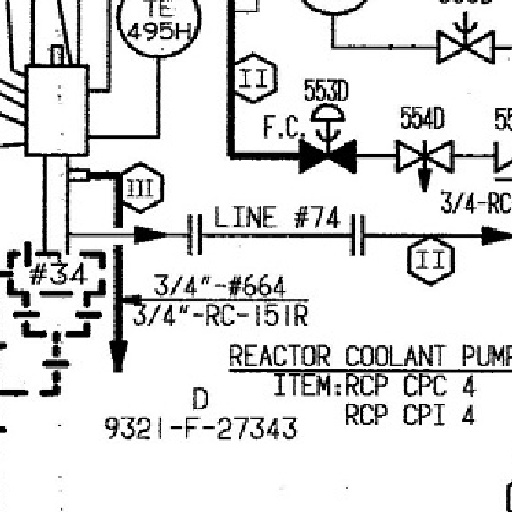 TE
495H
II
553D
F.C.
554D
55
III
3/4-RC
LINE #74
II
#34
3/4"-#664
3/4"-RC-151R
REACTOR COOLANT PUMP
ITEM:RCP CPC 4
RCP CPI 4
D
9321-F-27343